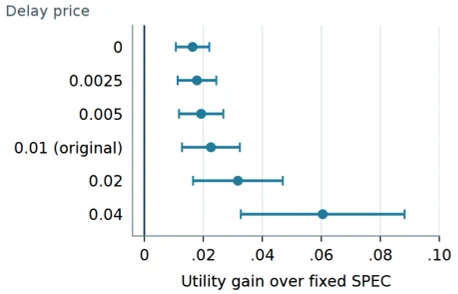 Delay price
0
0.0025
0.005
0.01 (original)
0.02
0.04
0 .02 .04 .06 .08 .10
Utility gain over fixed SPEC